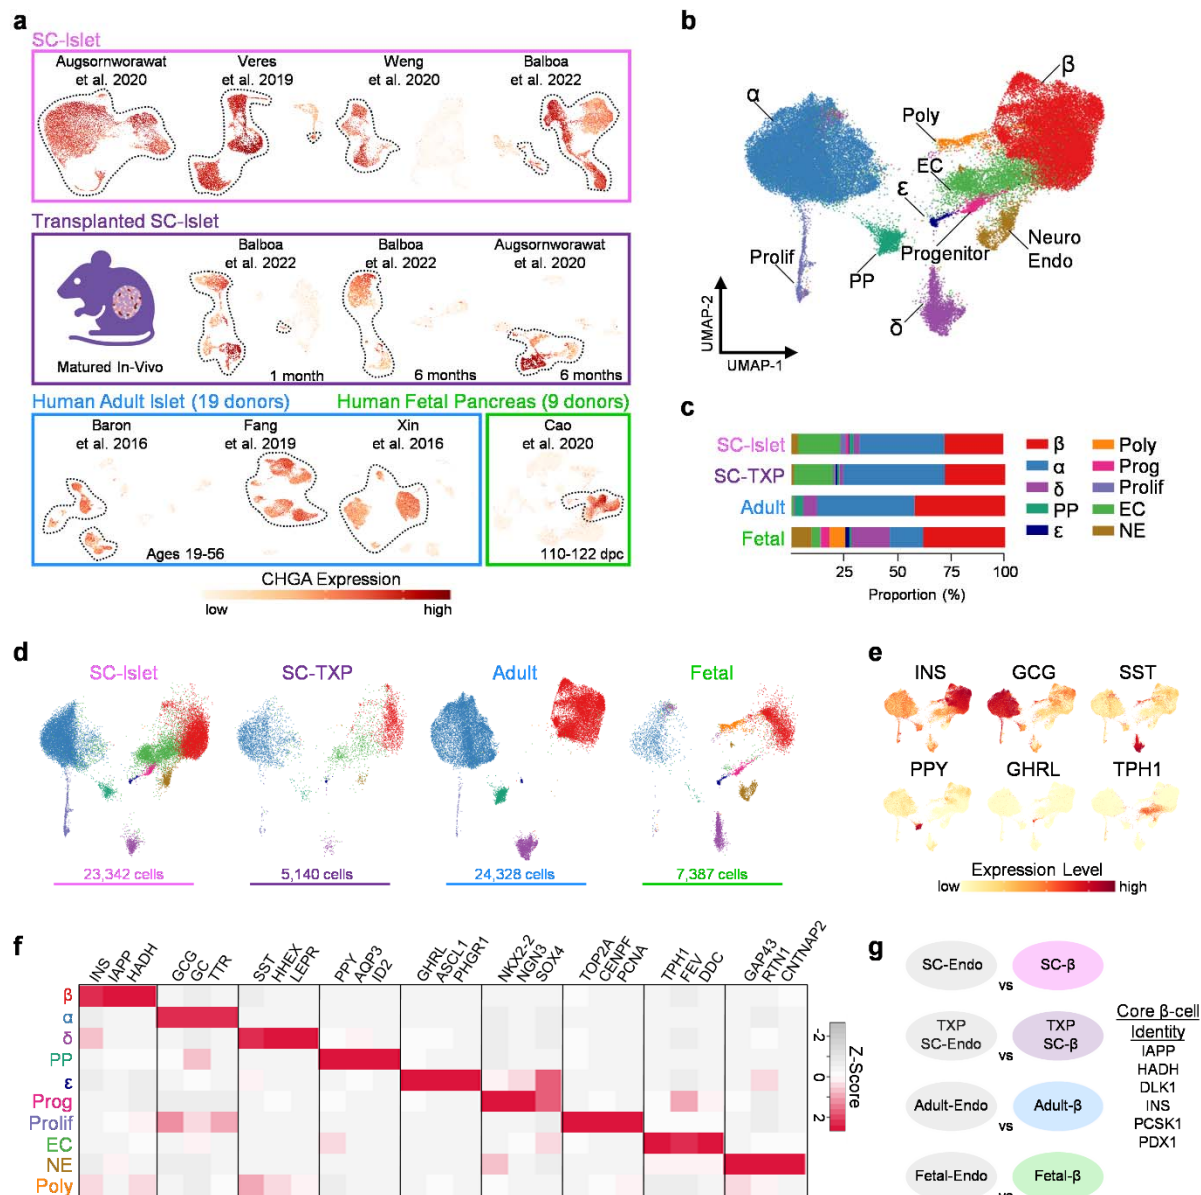 a
SC-Islet
Augsornworawat
et al. 2020
Veres
et al. 2019
Weng
et al. 2020
Balboa
et al. 2022
Transplanted SC-Islet
Matured In-Vivo
Balboa
et al. 2022
1 month
Balboa
et al. 2022
6 months
Augsornworawat
et al. 2020
6 months
Human Adult Islet (19 donors)
Human Fetal Pancreas (9 donors)
Baron
et al. 2016
Fang
et al. 2019
Xin
et al. 2016
Ages 19-56
Cao
et al. 2020
110-122 dpc
CHGA Expression
low
high
b
α
β
Poly
EC
ε
Prolif
PP
Progenitor
Neuro
Endo
δ
UMAP-2
UMAP-1
c
SC-Islet
SC-TXP
Adult
Fetal
25 50 75 100
Proportion (%)
β
α
δ
PP
ε
Poly
Prog
Prolif
EC
NE
d
SC-Islet
SC-TXP
Adult
Fetal
23,342 cells
5,140 cells
24,328 cells
7,387 cells
e
INS
GCG
SST
PPY
GHRL
TPH1
Expression Level
low
high
f
INS
IAPP
HADH
GCG
GC
TTR
SST
HHEX
LEPR
PPY
AQP3
ID2
GHRL
ASCL1
PHGR1
NKX2-2
NGN3
SOX4
TOP2A
CENPF
PCNA
TPH1
FEV
DDC
GAP43
RTN1
CNTNAP2
β
α
δ
PP
ε
Prog
Prolif
EC
NE
Poly
-2
0
2
Z-Score
g
SC-Endo
vs
SC-β
TXP
SC-Endo
vs
TXP
SC-β
Adult-Endo
vs
Adult-β
Fetal-Endo
vs
Fetal-β
Core β-cell
Identity
IAPP
HADH
DLK1
INS
PCSK1
PDX1